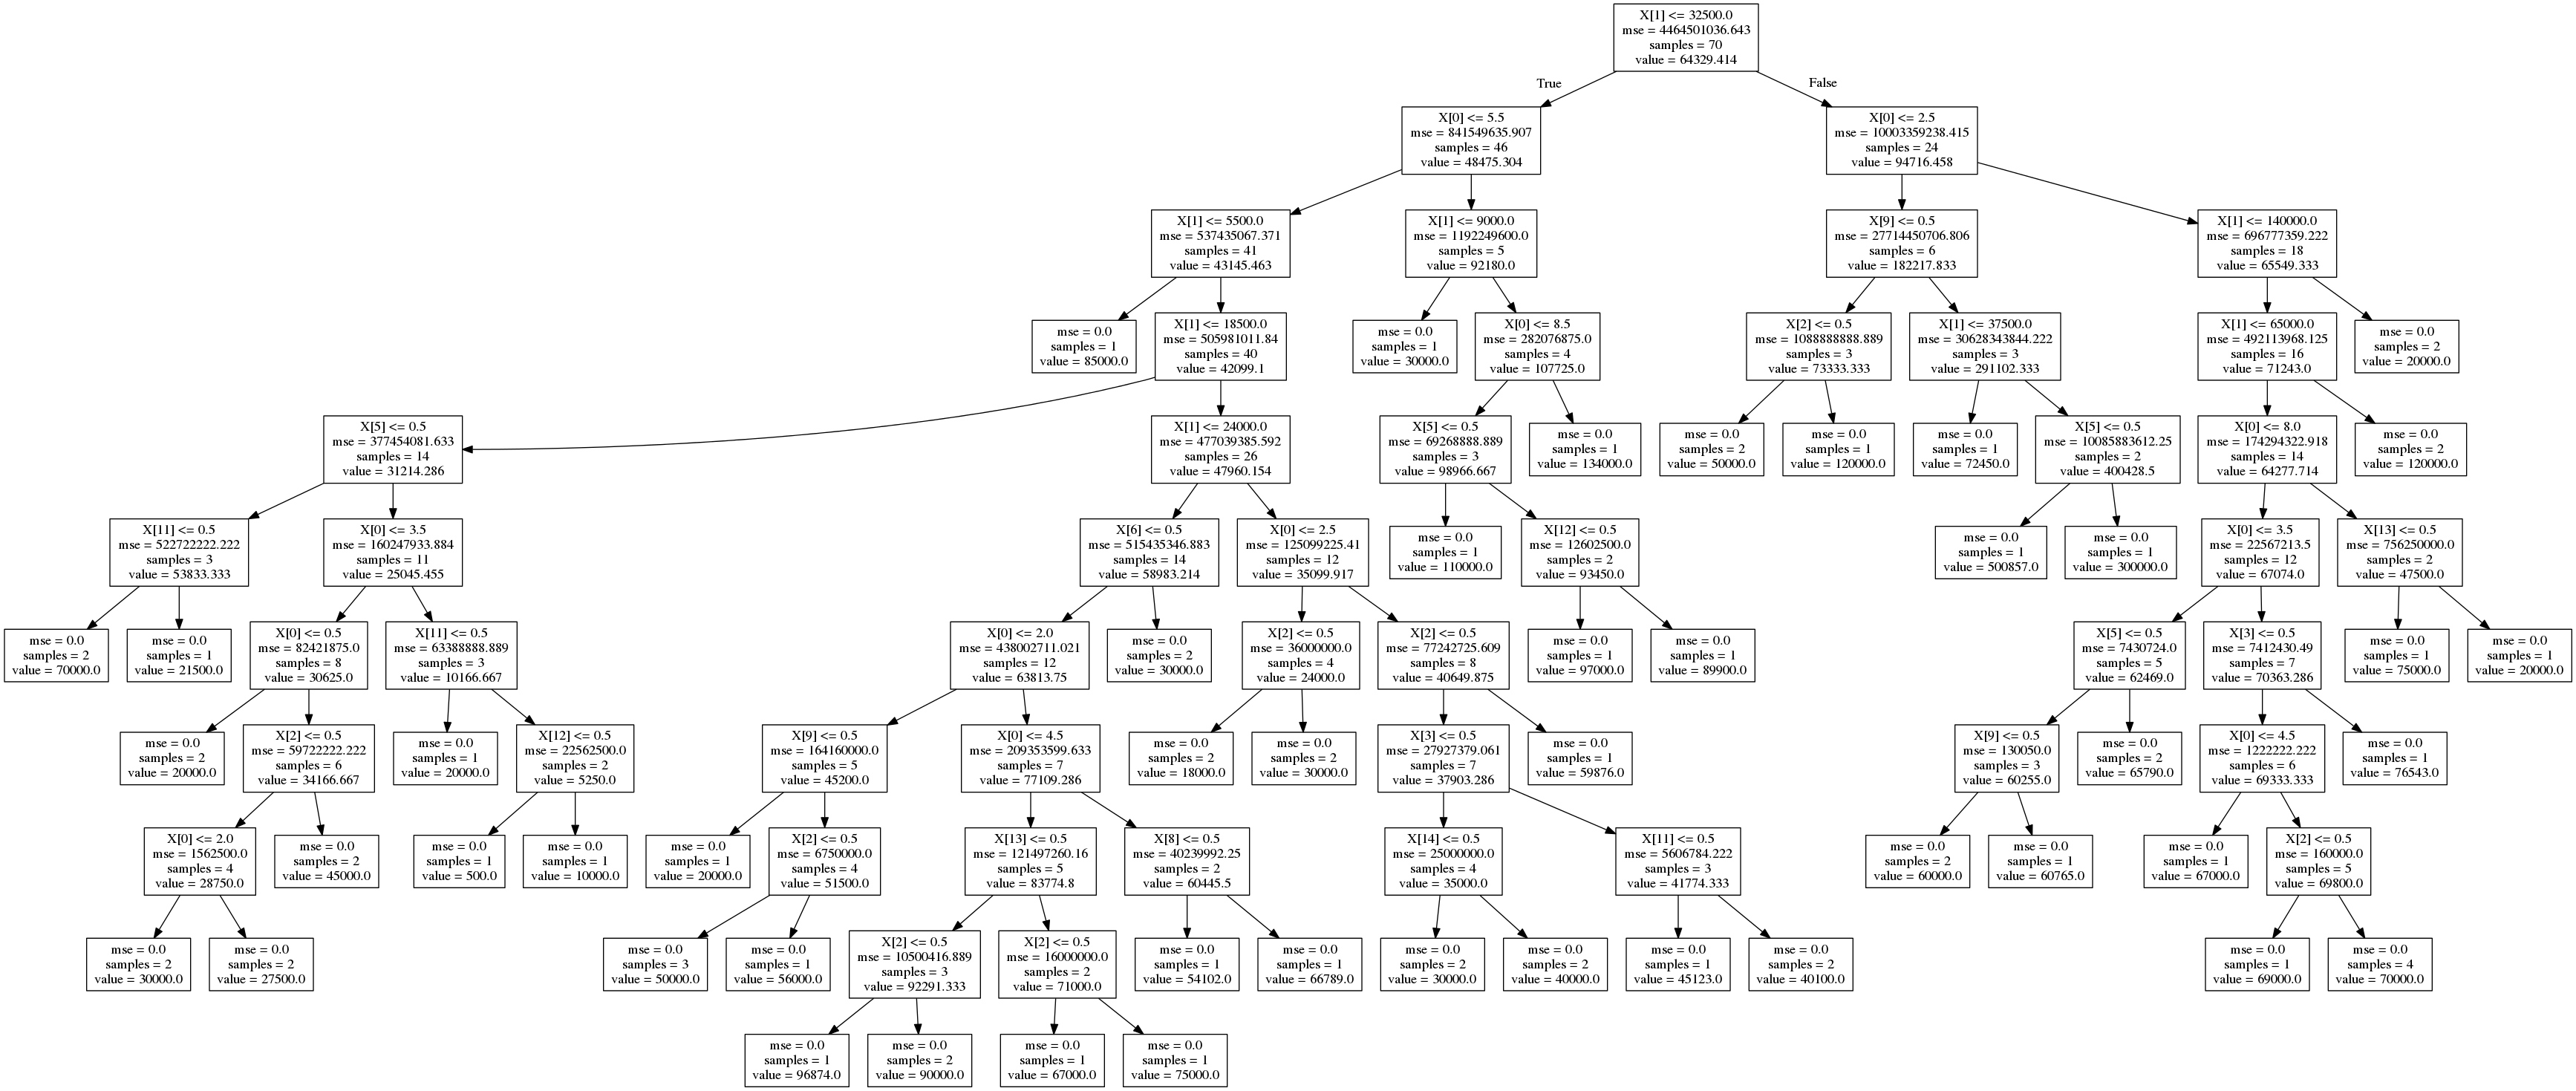 X[1] <= 32500.0
mse = 4464501036.643
samples = 70
value = 64329.414
True
False
X[0] <= 5.5
mse = 841549635.907
samples = 46
value = 48475.304
X[0] <= 2.5
mse = 10003359238.415
samples = 24
value = 94716.458
X[1] <= 5500.0
mse = 537435067.371
samples = 41
value = 43145.463
X[1] <= 9000.0
mse = 1192249600.0
samples = 5
value = 92180.0
X[9] <= 0.5
mse = 27714450706.806
samples = 6
value = 182217.833
X[1] <= 140000.0
mse = 696777359.222
samples = 18
value = 65549.333
mse = 0.0
samples = 1
value = 85000.0
X[1] <= 18500.0
mse = 505981011.84
samples = 40
value = 42099.1
mse = 0.0
samples = 1
value = 30000.0
X[0] <= 8.5
mse = 282076875.0
samples = 4
value = 107725.0
X[2] <= 0.5
mse = 1088888888.889
samples = 3
value = 73333.333
X[1] <= 37500.0
mse = 30628343844.222
samples = 3
value = 291102.333
X[1] <= 65000.0
mse = 492113968.125
samples = 16
value = 71243.0
mse = 0.0
samples = 2
value = 20000.0
X[5] <= 0.5
mse = 377454081.633
samples = 14
value = 31214.286
X[1] <= 24000.0
mse = 477039385.592
samples = 26
value = 47960.154
X[5] <= 0.5
mse = 69268888.889
samples = 3
value = 98966.667
mse = 0.0
samples = 1
value = 134000.0
mse = 0.0
samples = 2
value = 50000.0
mse = 0.0
samples = 1
value = 120000.0
mse = 0.0
samples = 1
value = 72450.0
X[5] <= 0.5
mse = 10085883612.25
samples = 2
value = 400428.5
X[0] <= 8.0
mse = 174294322.918
samples = 14
value = 64277.714
mse = 0.0
samples = 2
value = 120000.0
X[11] <= 0.5
mse = 522722222.222
samples = 3
value = 53833.333
X[0] <= 3.5
mse = 160247933.884
samples = 11
value = 25045.455
X[6] <= 0.5
mse = 515435346.883
samples = 14
value = 58983.214
X[0] <= 2.5
mse = 125099225.41
samples = 12
value = 35099.917
mse = 0.0
samples = 1
value = 110000.0
X[12] <= 0.5
mse = 12602500.0
samples = 2
value = 93450.0
mse = 0.0
samples = 1
value = 500857.0
mse = 0.0
samples = 1
value = 300000.0
X[0] <= 3.5
mse = 22567213.5
samples = 12
value = 67074.0
X[13] <= 0.5
mse = 756250000.0
samples = 2
value = 47500.0
mse = 0.0
samples = 2
value = 70000.0
mse = 0.0
samples = 1
value = 21500.0
X[0] <= 0.5
mse = 82421875.0
samples = 8
value = 30625.0
X[11] <= 0.5
mse = 63388888.889
samples = 3
value = 10166.667
X[0] <= 2.0
mse = 438002711.021
samples = 12
value = 63813.75
mse = 0.0
samples = 2
value = 30000.0
X[2] <= 0.5
mse = 36000000.0
samples = 4
value = 24000.0
X[2] <= 0.5
mse = 77242725.609
samples = 8
value = 40649.875
mse = 0.0
samples = 1
value = 97000.0
mse = 0.0
samples = 1
value = 89900.0
X[5] <= 0.5
mse = 7430724.0
samples = 5
value = 62469.0
X[3] <= 0.5
mse = 7412430.49
samples = 7
value = 70363.286
mse = 0.0
samples = 1
value = 75000.0
mse = 0.0
samples = 1
value = 20000.0
mse = 0.0
samples = 2
value = 20000.0
X[2] <= 0.5
mse = 59722222.222
samples = 6
value = 34166.667
mse = 0.0
samples = 1
value = 20000.0
X[12] <= 0.5
mse = 22562500.0
samples = 2
value = 5250.0
X[9] <= 0.5
mse = 164160000.0
samples = 5
value = 45200.0
X[0] <= 4.5
mse = 209353599.633
samples = 7
value = 77109.286
mse = 0.0
samples = 2
value = 18000.0
mse = 0.0
samples = 2
value = 30000.0
X[3] <= 0.5
mse = 27927379.061
samples = 7
value = 37903.286
mse = 0.0
samples = 1
value = 59876.0
X[9] <= 0.5
mse = 130050.0
samples = 3
value = 60255.0
mse = 0.0
samples = 2
value = 65790.0
X[0] <= 4.5
mse = 1222222.222
samples = 6
value = 69333.333
mse = 0.0
samples = 1
value = 76543.0
X[0] <= 2.0
mse = 1562500.0
samples = 4
value = 28750.0
mse = 0.0
samples = 2
value = 45000.0
mse = 0.0
samples = 1
value = 500.0
mse = 0.0
samples = 1
value = 10000.0
mse = 0.0
samples = 1
value = 20000.0
X[2] <= 0.5
mse = 6750000.0
samples = 4
value = 51500.0
X[13] <= 0.5
mse = 121497260.16
samples = 5
value = 83774.8
X[8] <= 0.5
mse = 40239992.25
samples = 2
value = 60445.5
X[14] <= 0.5
mse = 25000000.0
samples = 4
value = 35000.0
X[11] <= 0.5
mse = 5606784.222
samples = 3
value = 41774.333
mse = 0.0
samples = 2
value = 60000.0
mse = 0.0
samples = 1
value = 60765.0
mse = 0.0
samples = 1
value = 67000.0
X[2] <= 0.5
mse = 160000.0
samples = 5
value = 69800.0
mse = 0.0
samples = 2
value = 30000.0
mse = 0.0
samples = 2
value = 27500.0
mse = 0.0
samples = 3
value = 50000.0
mse = 0.0
samples = 1
value = 56000.0
X[2] <= 0.5
mse = 10500416.889
samples = 3
value = 92291.333
X[2] <= 0.5
mse = 16000000.0
samples = 2
value = 71000.0
mse = 0.0
samples = 1
value = 54102.0
mse = 0.0
samples = 1
value = 66789.0
mse = 0.0
samples = 2
value = 30000.0
mse = 0.0
samples = 2
value = 40000.0
mse = 0.0
samples = 1
value = 45123.0
mse = 0.0
samples = 2
value = 40100.0
mse = 0.0
samples = 1
value = 69000.0
mse = 0.0
samples = 4
value = 70000.0
mse = 0.0
samples = 1
value = 96874.0
mse = 0.0
samples = 2
value = 90000.0
mse = 0.0
samples = 1
value = 67000.0
mse = 0.0
samples = 1
value = 75000.0